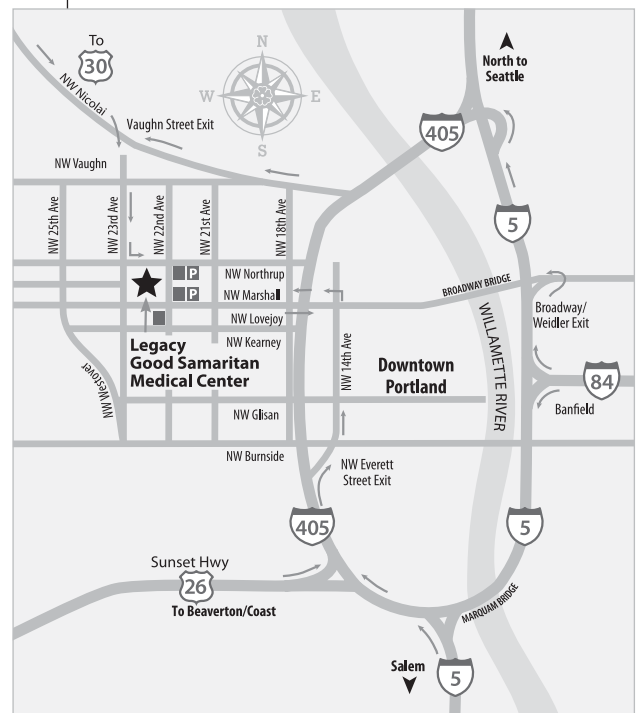 To
30
NW Nicolai
Vaughn Street Exit
N
W
E
S
North to
Seattle
405
5
NW Vaughn
NW 25th Ave
NW 23rd Ave
NW 22nd Ave
NW 21st Ave
NW 18th Ave
P
NW Northrup
P
NW Marshall
BROADWAY BRIDGE
NW Lovejoy
Broadway/
Weidler Exit
NW Kearney
WILLAMETTE RIVER
Legacy
Good Samaritan
Medical Center
NW Westover
NW 14th Ave
Downtown
Portland
84
Banfield
NW Glisan
NW Burnside
NW Everett
Street Exit
405
5
Sunset Hwy
26
To Beaverton/Coast
MARQUAM BRIDGE
Salem
5